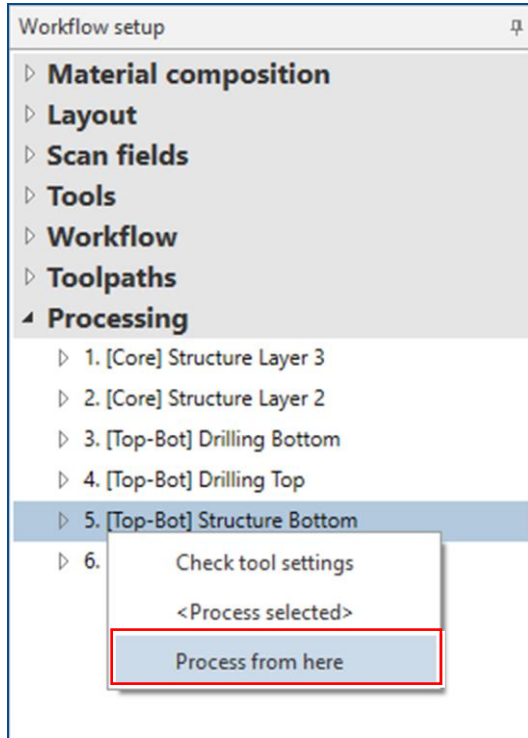 Workflow setup
Material composition
Layout
Scan fields
Tools
Workflow
Toolpaths
Processing
1. [Core] Structure Layer 3
2. [Core] Structure Layer 2
3. [Top-Bot] Drilling Bottom
4. [Top-Bot] Drilling Top
5. [Top-Bot] Structure Bottom
6.
Check tool settings
<Process selected>
Process from here